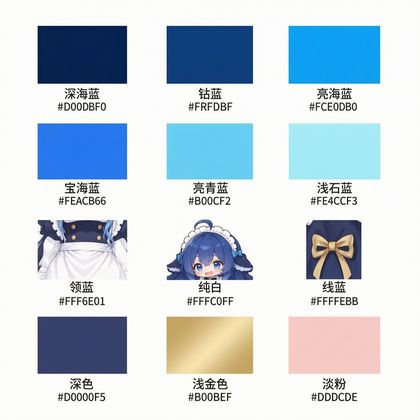 深海蓝
#D00DBF0
钻蓝
#FRFDBF
亮海蓝
#FCE0DB0
宝海蓝
#FEACB66
亮青蓝
#B00CF2
浅石蓝
#FE4CCF3
领蓝
#FFF6E01
纯白
#FFFC0FF
线蓝
#FFFFEBB
深色
#D0000F5
浅金色
#B00BEF
淡粉
#DDDCDE